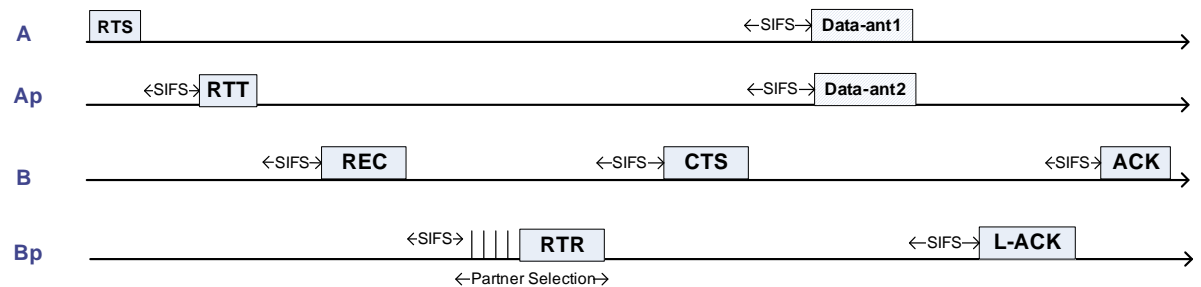 A RTS SIFS Data-ant1
Ap SIFS RTT SIFS Data-ant2
B SIFS REC SIFS CTS SIFS ACK
Bp SIFS RTR SIFS L-ACK
Partner Selection